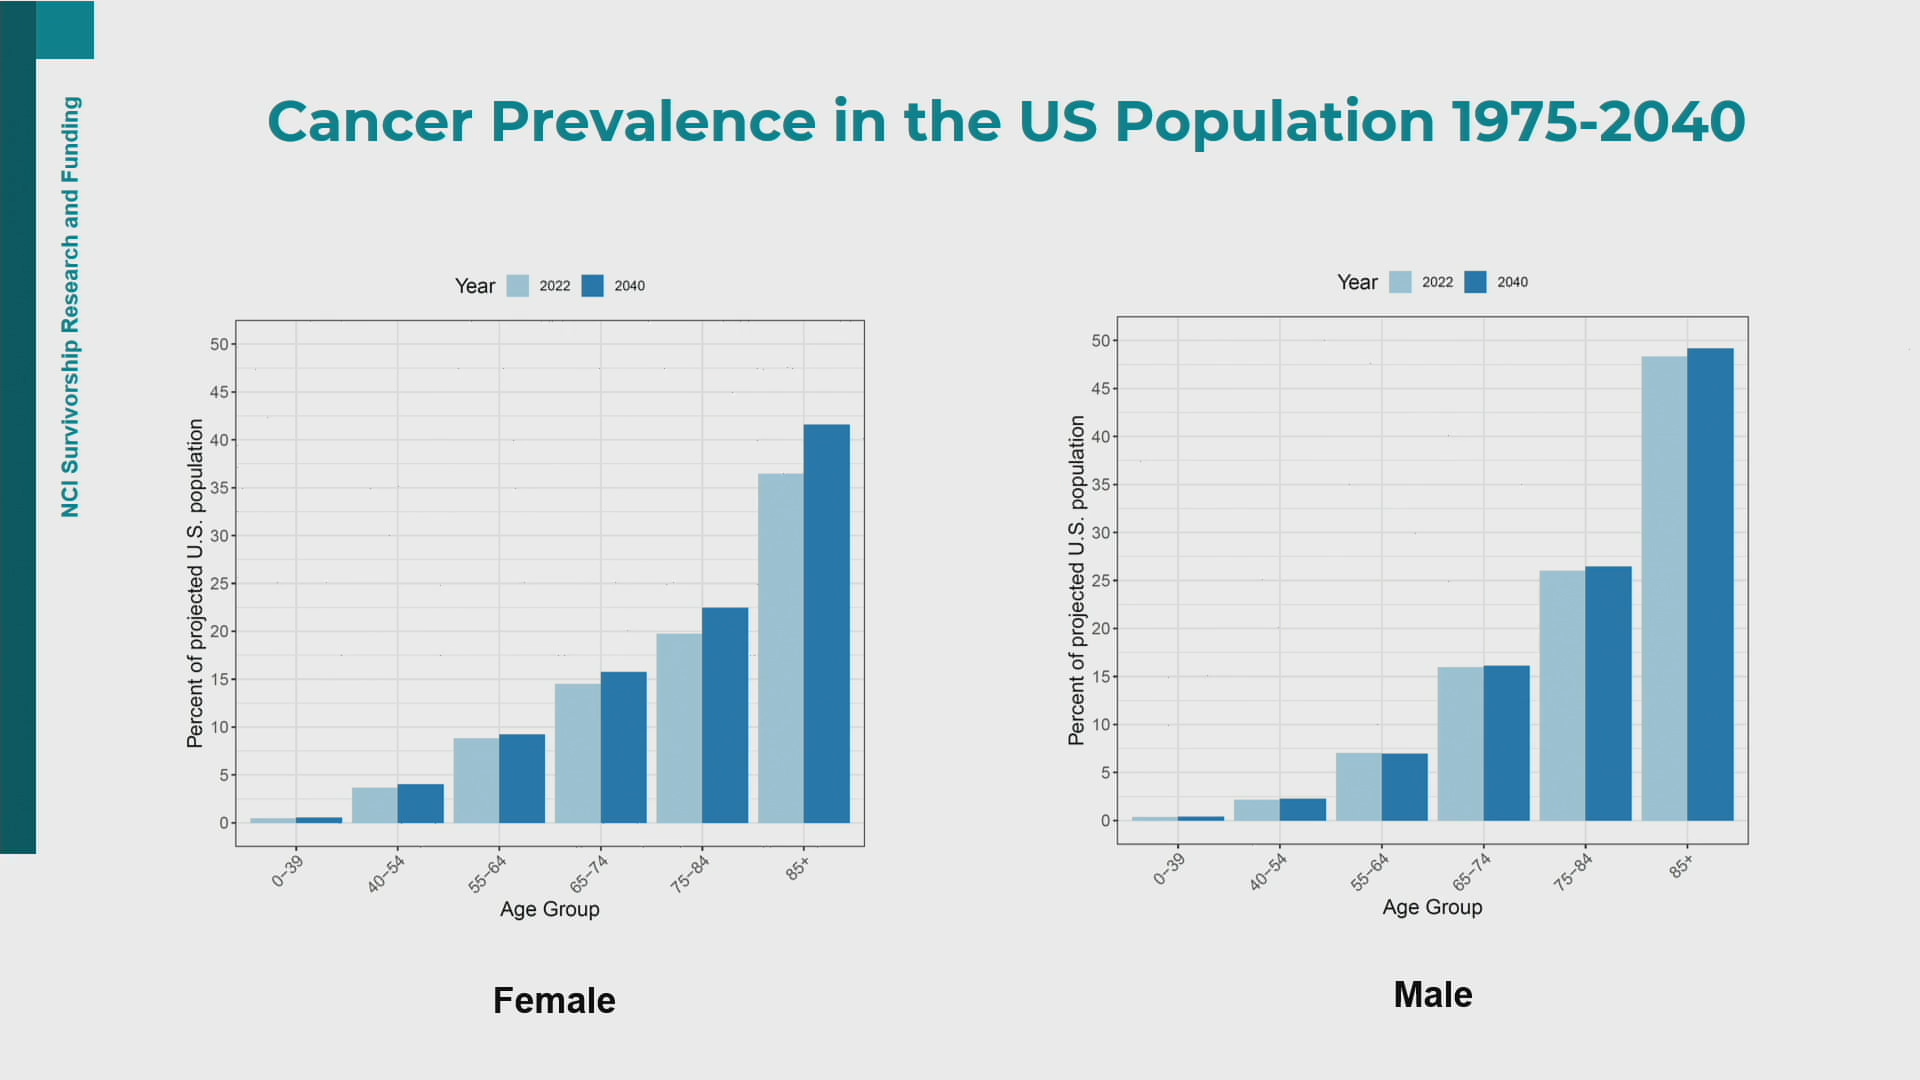 Cancer Prevalence in the US Population 1975-2040
NCI Survivorship Research and Funding
Year 2022 2040
Percent of projected U.S. population
50
45
40
35
30
25
20
15
10
5
0
0–39 40–54 55–64 65–74 75–84 85+
Age Group
Female
Year 2022 2040
Percent of projected U.S. population
50
45
40
35
30
25
20
15
10
5
0
0–39 40–54 55–64 65–74 75–84 85+
Age Group
Male